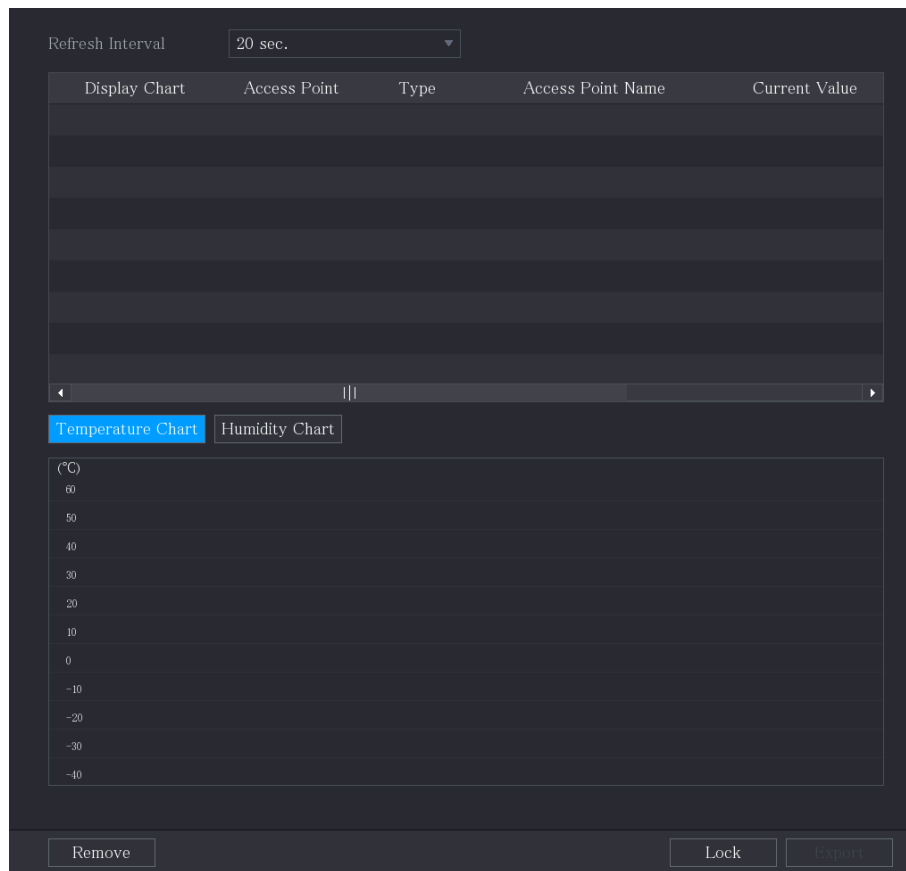 Refresh Interval 20 sec.
Display Chart Access Point Type Access Point Name Current Value
Temperature Chart Humidity Chart
(°C)
60
50
40
30
20
10
0
-10
-20
-30
-40
Remove Lock Export